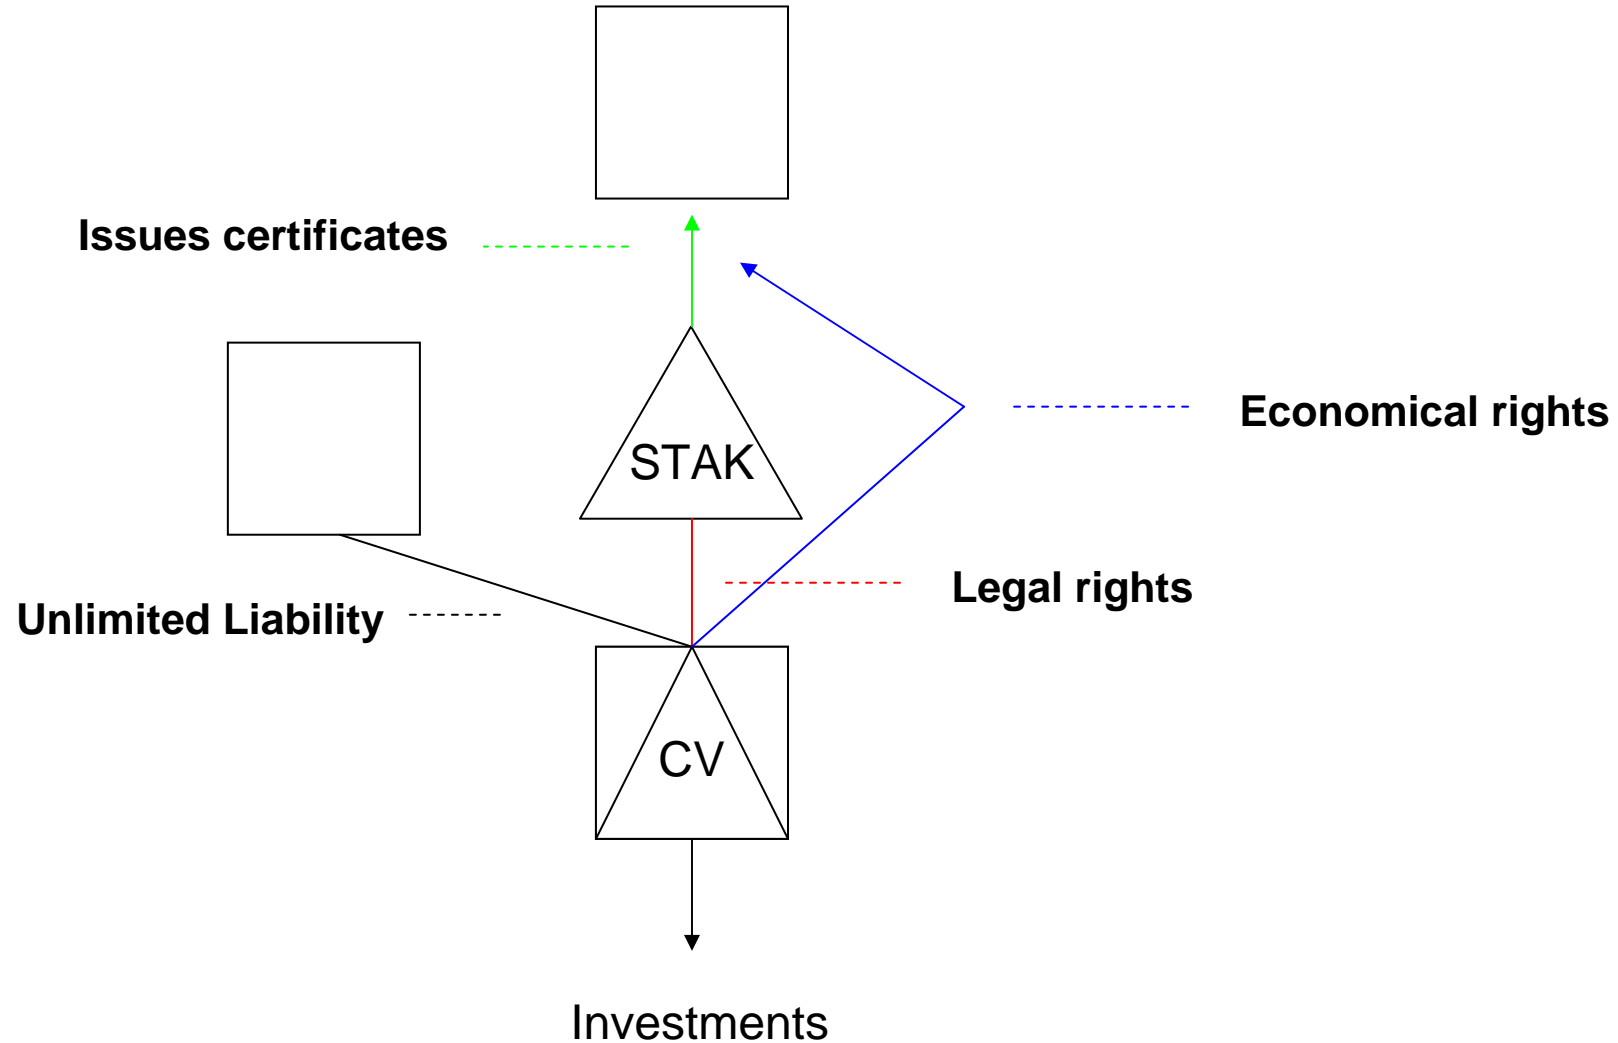 Issues certificates
Economical rights
STAK
Legal rights
Unlimited Liability
CV
Investments